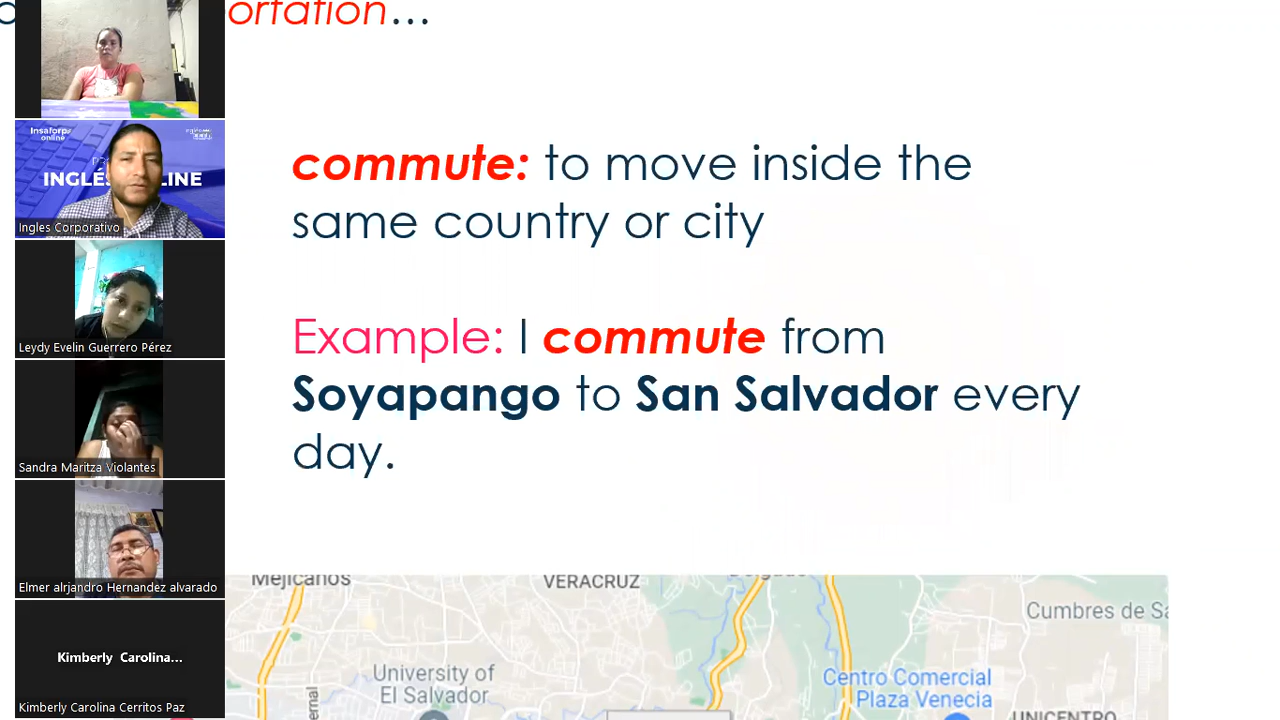 ortation...
commute: to move inside the
same country or city
Example: I commute from
Soyapango to San Salvador every
day.
Insaforp
online
INGLÉS
LINE
Ingles Corporativo
Leydy Evelin Guerrero Pérez
Sandra Maritza Violantes
Elmer alrjandro Hernandez alvarado
Kimberly Carolina...
Kimberly Carolina Cerritos Paz
Mejicanos
VERACRUZ
Cumbres de Sa
University of
El Salvador
Centro Comercial
Plaza Venecia
UNICENTRO